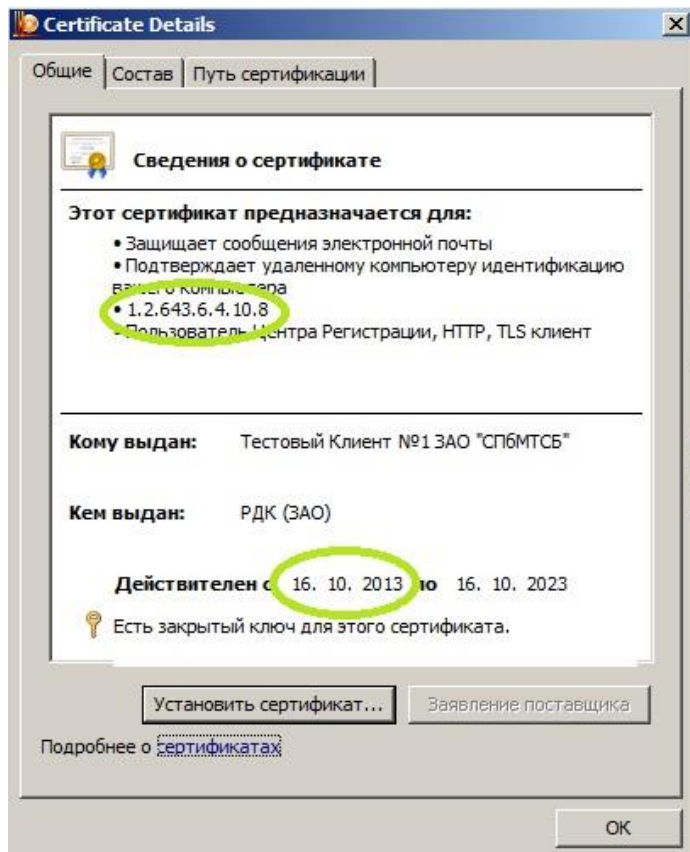 Certificate Details
Общие Состав Путь сертификации
Сведения о сертификате
Этот сертификат предназначается для:
• Защищает сообщения электронной почты
• Подтверждает удаленному компьютеру идентификацию
вашего компьютера
• 1.2.643.6.4.10.8
• Пользователь Центра Регистрации, HTTP, TLS клиент
Кому выдан: Тестовый Клиент №1 ЗАО "СПбМТСБ"
Кем выдан: РДК (ЗАО)
Действителен с 16. 10. 2013 по 16. 10. 2023
Есть закрытый ключ для этого сертификата.
Установить сертификат... Заявление поставщика
Подробнее о сертификатах
OK